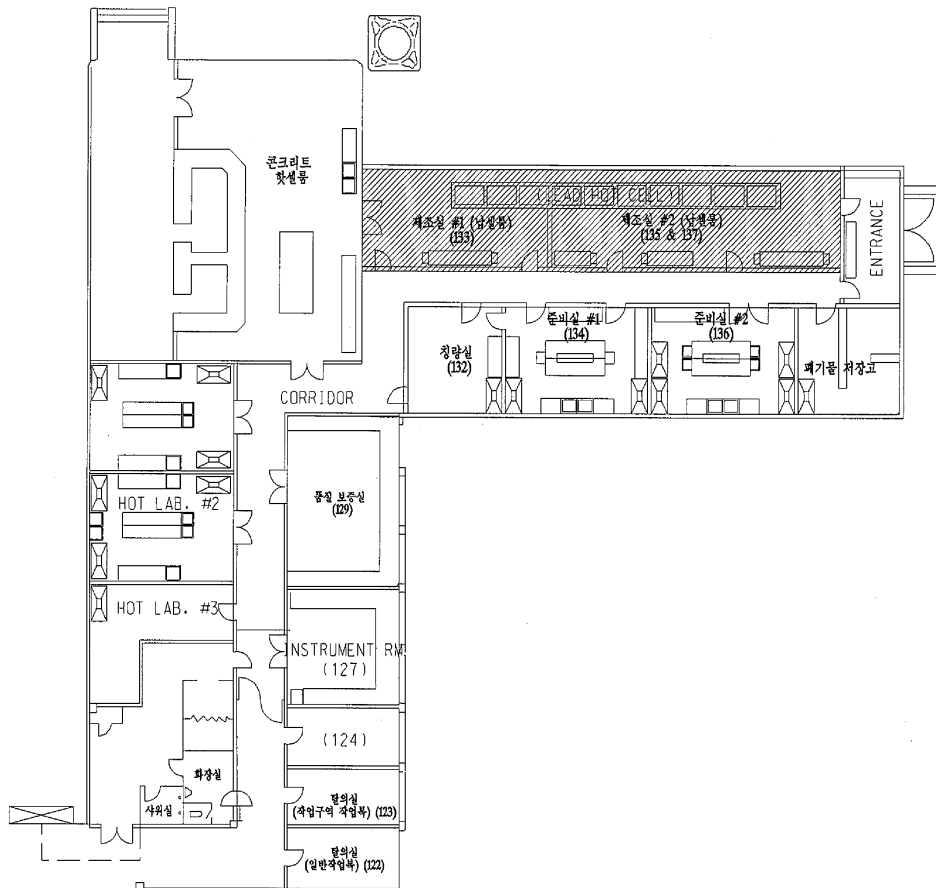 콘크리트
핫셀룸
(LEAD HOT CELL)
제조실 #1 (납셀룸)
(133)
제조실 #2 (납셀룸)
(135 & 137)
ENTRANCE
준비실 #1
(134)
준비실 #2
(136)
칭량실
(132)
폐기물 저장고
CORRIDOR
품질 보증실
(129)
HOT LAB. #2
HOT LAB. #3
INSTRUMENT RM
(127)
(124)
화장실
샤워실
탈의실
(작업구역 작업복) (123)
탈의실
(일반작업복) (122)